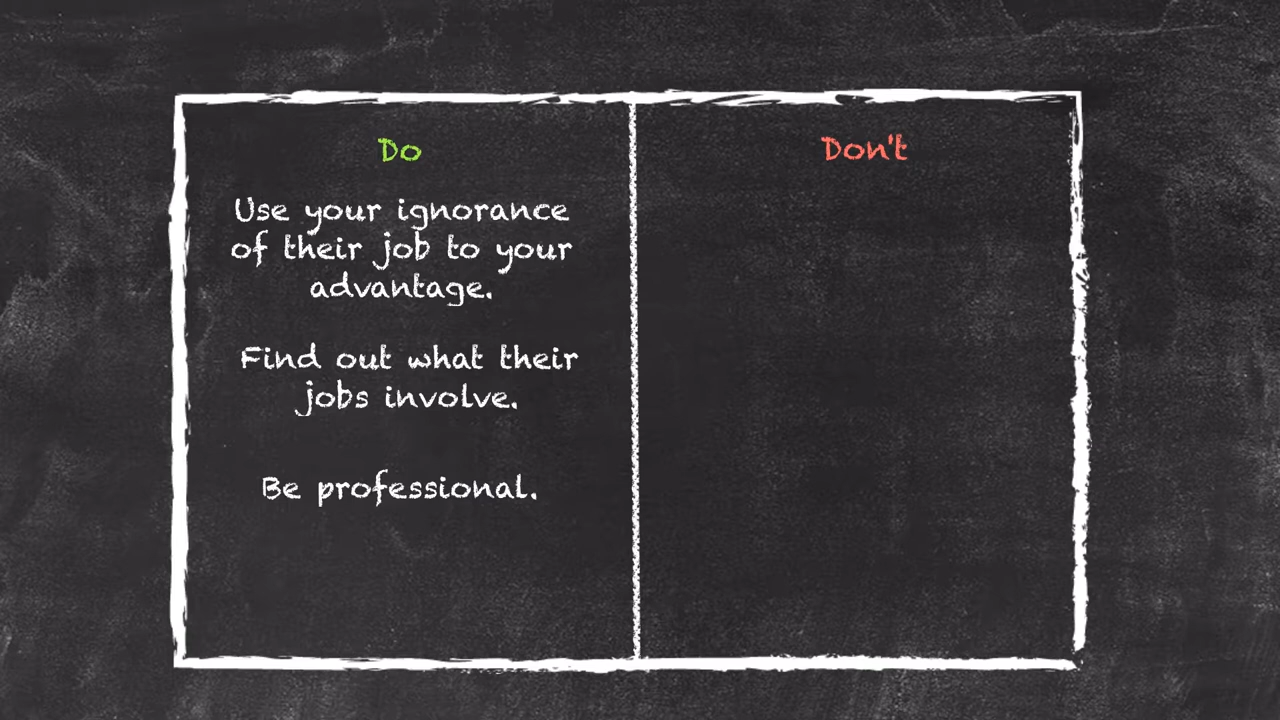 Do
Use your ignorance
of their job to your
advantage.
Find out what their
jobs involve.
Be professional.
Don't